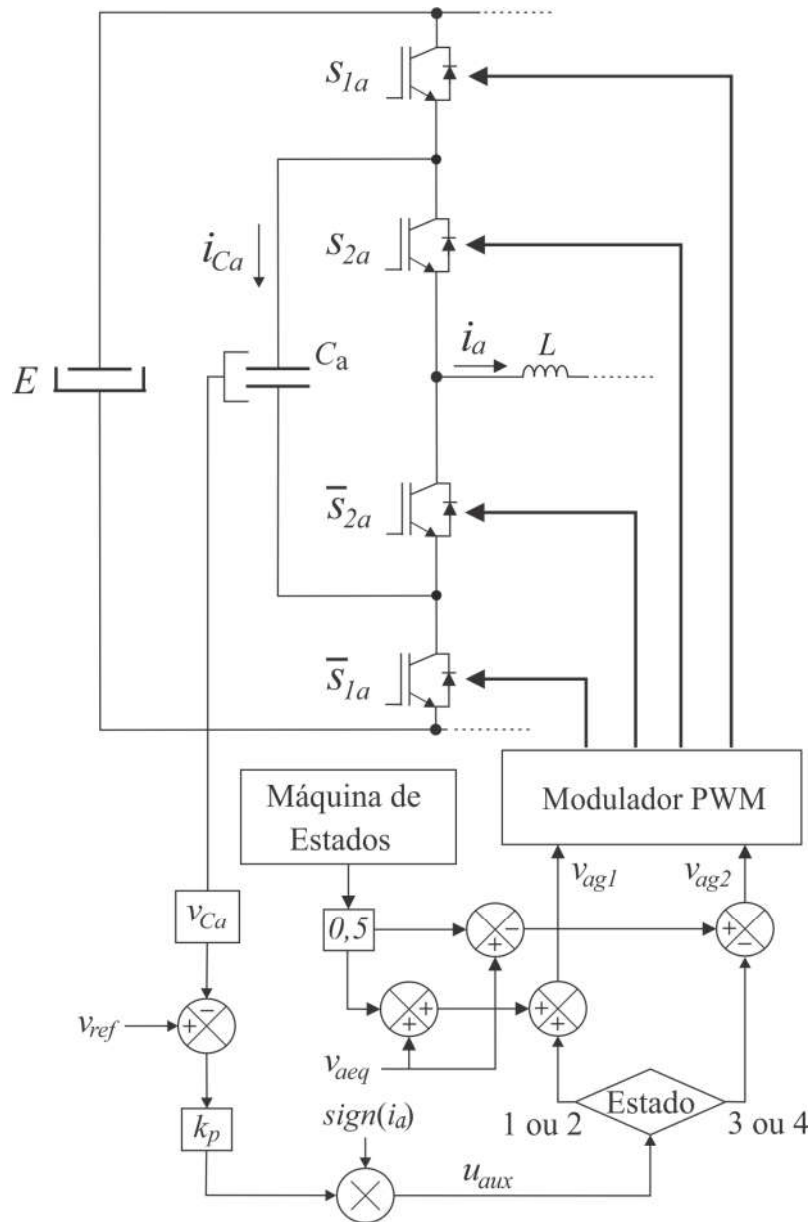 s1a
iCa
s2a
E
Ca
ia
L
s̅2a
s̅1a
Máquina de
Estados
Modulador PWM
vag1
vag2
vCa
0,5
+
-
+
-
+
-
-
+
vref
+
+
+
+
vaeq
kp
sign(ia)
1 ou 2
Estado
3 ou 4
uaux